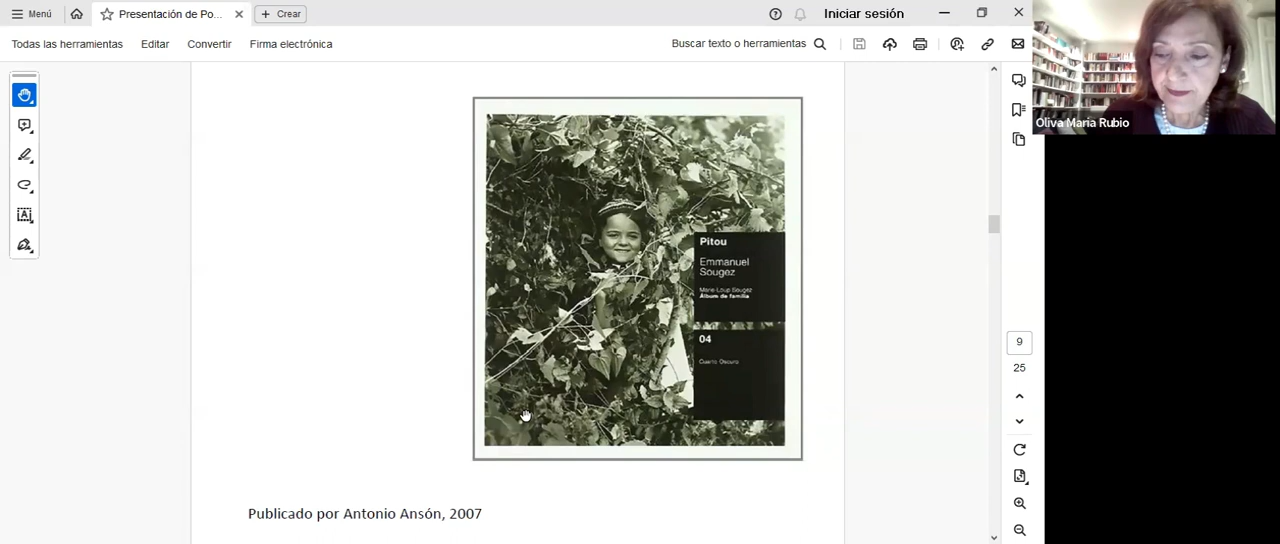 Menú
Presentación de Po...
Crear
Iniciar sesión
Todas las herramientas
Editar
Convertir
Firma electrónica
Buscar texto o herramientas
Oliva María Rubio
Pitou
Emmanuel
Sougez
Marie-Loup Sougez
Álbum de familia
04
Cuarto Oscuro
9
25
Publicado por Antonio Ansón, 2007